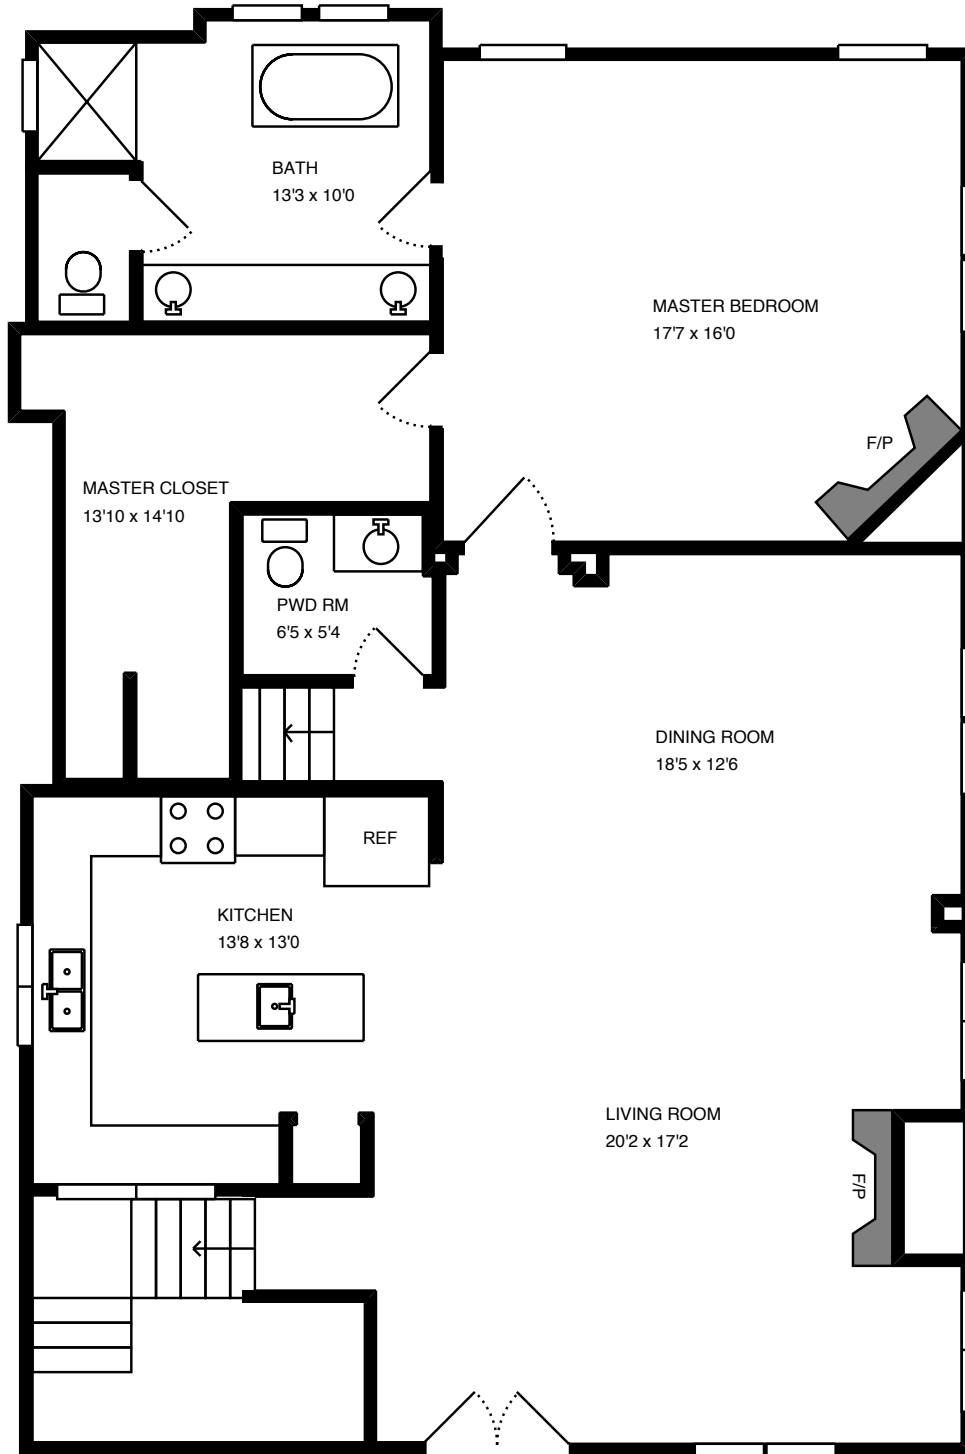 BATH
13'3 x 10'0
MASTER BEDROOM
17'7 x 16'0
F/P
MASTER CLOSET
13'10 x 14'10
PWD RM
6'5 x 5'4
DINING ROOM
18'5 x 12'6
REF
KITCHEN
13'8 x 13'0
LIVING ROOM
20'2 x 17'2
F/P